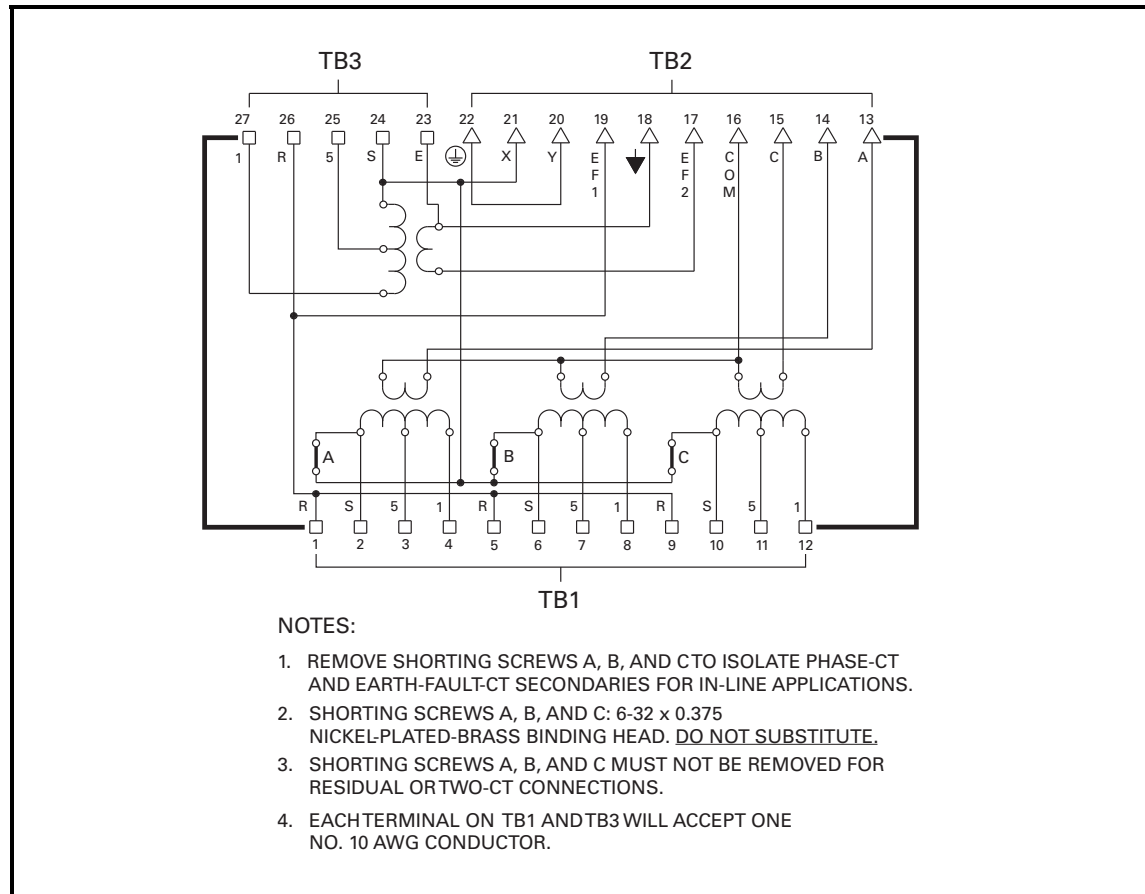 TB3 TB2
27 26 25 24 23 22 21 20 19 18 17 16 15 14 13
1 R 5 S E X Y EF1 EF2 COM C B A
A B C
R S 5 1 R S 5 1 R S 5 1
1 2 3 4 5 6 7 8 9 10 11 12
TB1
NOTES:
1. REMOVE SHORTING SCREWS A, B, AND C TO ISOLATE PHASE-CT
AND EARTH-FAULT-CT SECONDARIES FOR IN-LINE APPLICATIONS.
2. SHORTING SCREWS A, B, AND C: 6-32 x 0.375
NICKEL-PLATED-BRASS BINDING HEAD. DO NOT SUBSTITUTE.
3. SHORTING SCREWS A, B, AND C MUST NOT BE REMOVED FOR
RESIDUAL OR TWO-CT CONNECTIONS.
4. EACH TERMINAL ON TB1 AND TB3 WILL ACCEPT ONE
NO. 10 AWG CONDUCTOR.